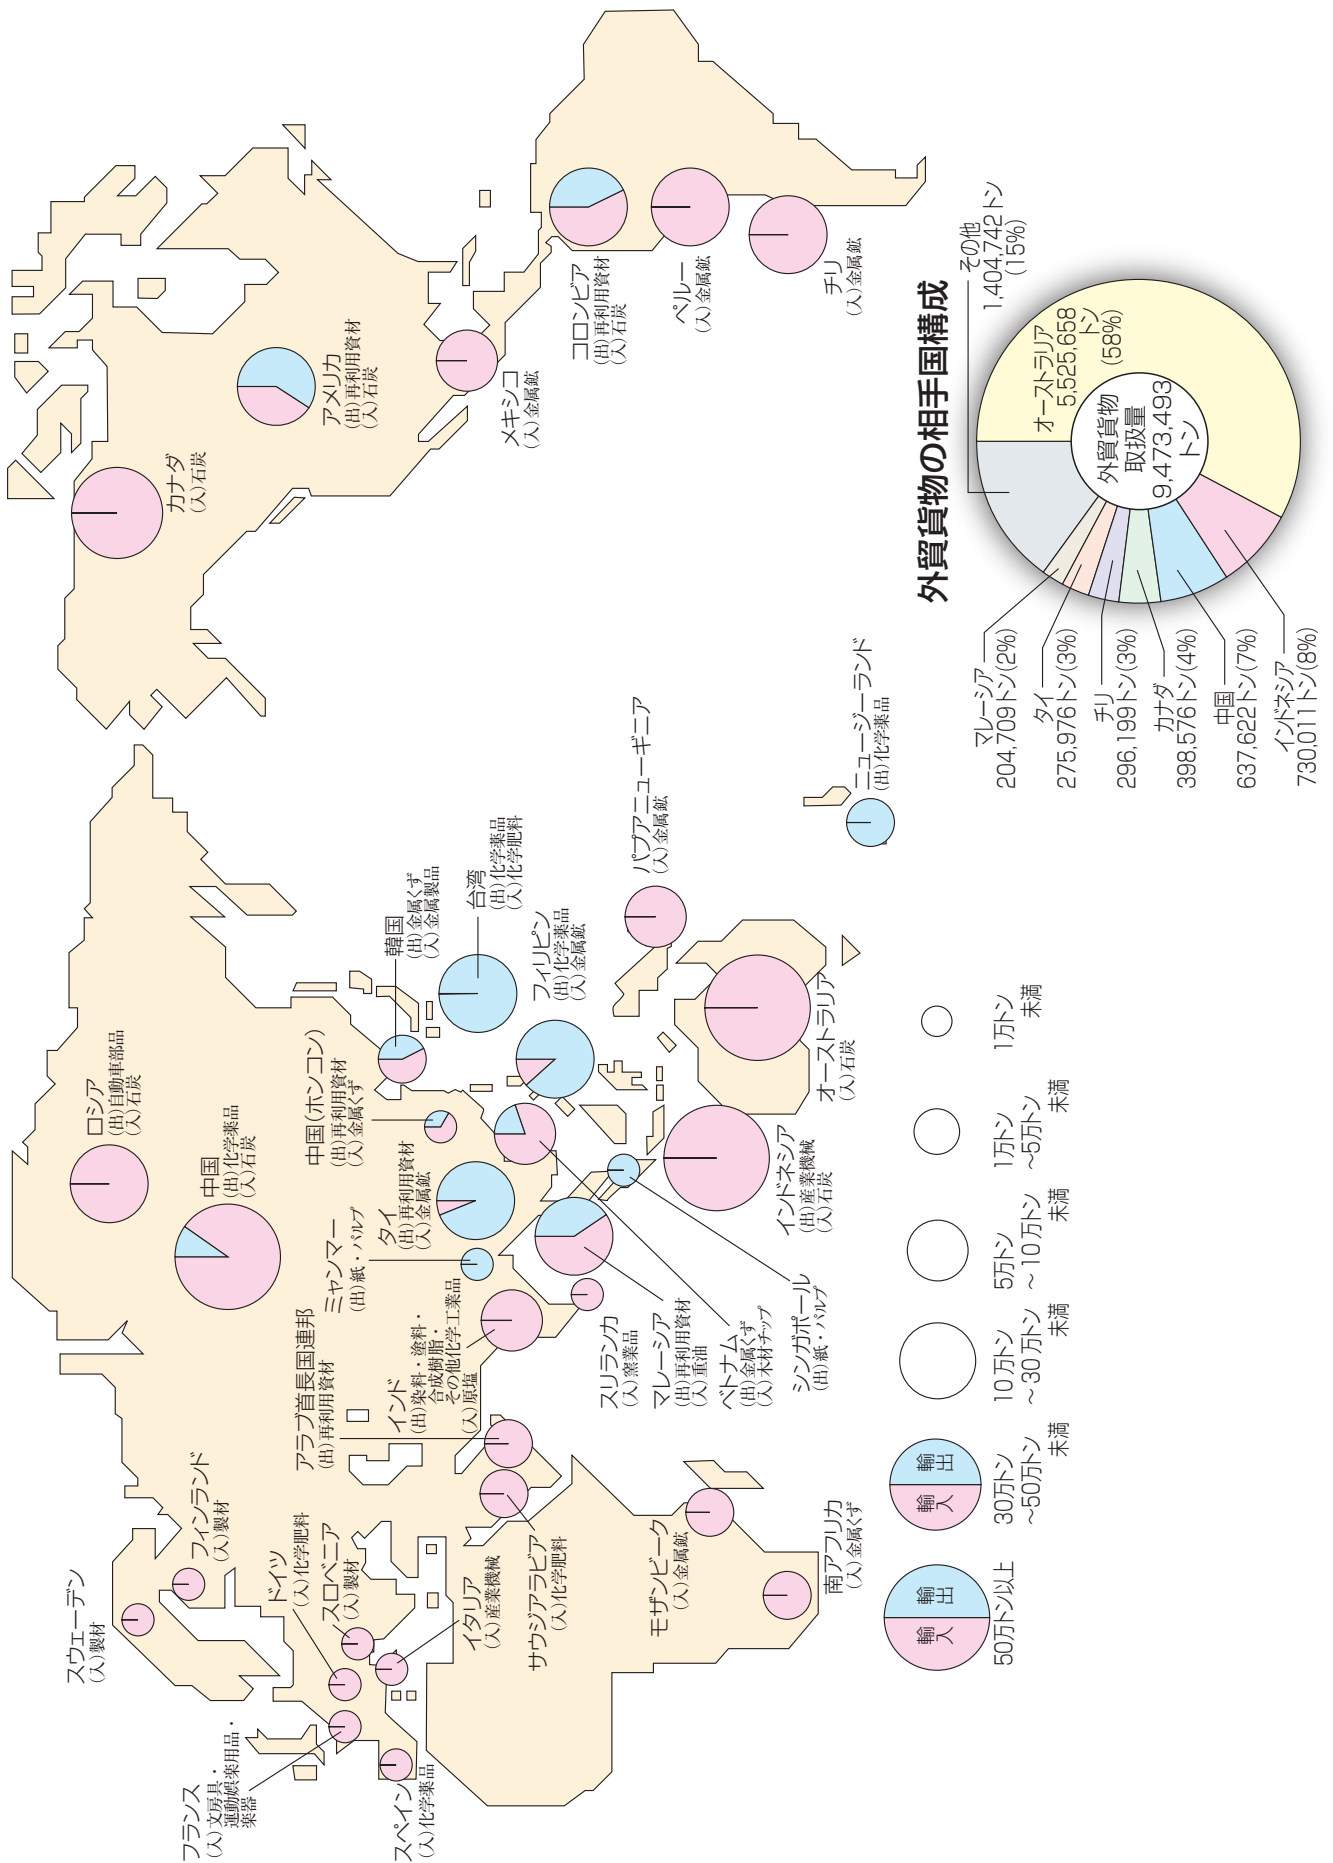 スウェーデン
(入)製材
フィンランド
(入)製材
ロシア
(出)自動車部品
(入)石炭
中国
(出)化学薬品
(入)石炭
カナダ
(入)石炭
アメリカ
(出)再利用資材
(入)石炭
メキシコ
(入)金属鉱
コロンビア
(出)再利用資材
(入)石炭
ペルー
(入)金属鉱
チリ
(入)金属鉱
フランス
(入)文房具・
運動娯楽用品・
楽器
ドイツ
(入)化学肥料
スロベニア
(入)製材
スペイン
(入)化学薬品
イタリア
(入)産業機械
サウジアラビア
(入)化学肥料
アラブ首長国連邦
(出)再利用資材
インド
(出)染料・塗料・
合成樹脂・
その他化学工業品
(入)原塩
ミャンマー
(出)紙・パルプ
タイ
(出)再利用資材
(入)金属鉱
中国(ホンコン)
(出)再利用資材
(入)金属くず
韓国
(出)金属くず
(入)金属製品
台湾
(出)化学薬品
(入)化学肥料
フィリピン
(出)化学薬品
(入)金属鉱
パプアニューギニア
(入)金属鉱
スリランカ
(入)窯業品
マレーシア
(出)再利用資材
(入)重油
ベトナム
(出)金属くず
(入)木材チップ
シンガポール
(出)紙・パルプ
インドネシア
(出)産業機械
(入)石炭
オーストラリア
(入)石炭
ニュージーランド
(出)化学薬品
モザンビーク
(入)金属鉱
南アフリカ
(入)金属くず
輸入
輸出
50万トン以上
輸入
輸出
30万トン
~50万トン
未満
10万トン
~30万トン
未満
5万トン
~10万トン
未満
1万トン
~5万トン
未満
1万トン
未満
外貿貨物の相手国構成
外貿貨物
取扱量
9,473,493
トン
オーストラリア
5,525,658
トン
(58%)
その他
1,404,742トン
(15%)
マレーシア
204,709トン(2%)
タイ
275,976トン(3%)
チリ
296,199トン(3%)
カナダ
398,576トン(4%)
中国
637,622トン(7%)
インドネシア
730,011トン(8%)